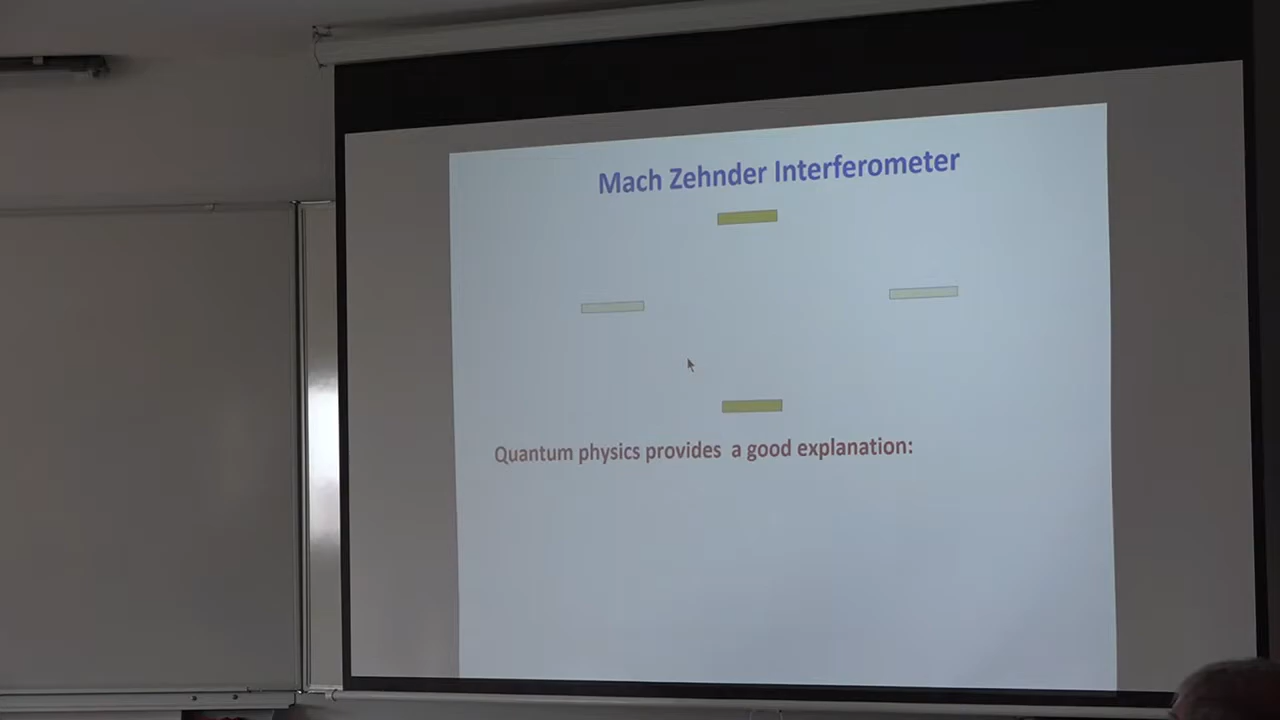 Mach Zehnder Interferometer
Quantum physics provides a good explanation: